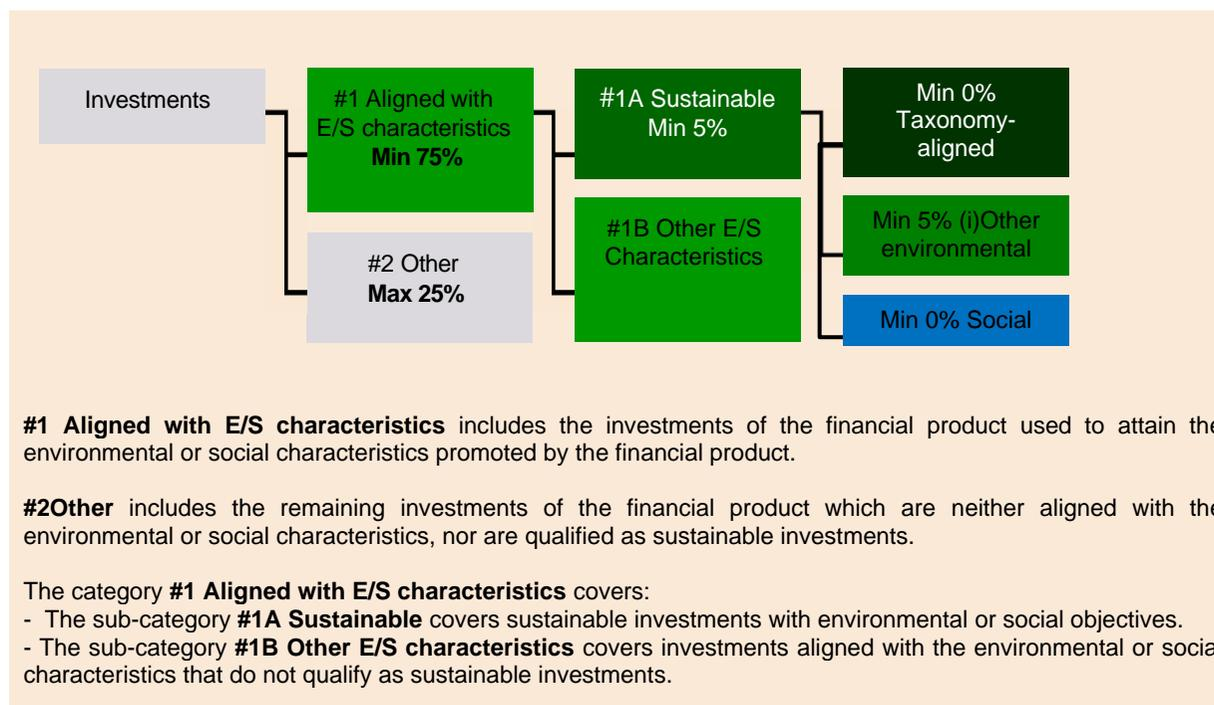 Investments
#1 Aligned with
E/S characteristics
Min 75%
#2 Other
Max 25%
#1A Sustainable
Min 5%
#1B Other E/S
Characteristics
Min 0%
Taxonomy-
aligned
Min 5% (i)Other
environmental
Min 0% Social
#1 Aligned with E/S characteristics includes the investments of the financial product used to attain the
environmental or social characteristics promoted by the financial product.
#2Other includes the remaining investments of the financial product which are neither aligned with the
environmental or social characteristics, nor are qualified as sustainable investments.
The category #1 Aligned with E/S characteristics covers:
- The sub-category #1A Sustainable covers sustainable investments with environmental or social objectives.
- The sub-category #1B Other E/S characteristics covers investments aligned with the environmental or socia
characteristics that do not qualify as sustainable investments.